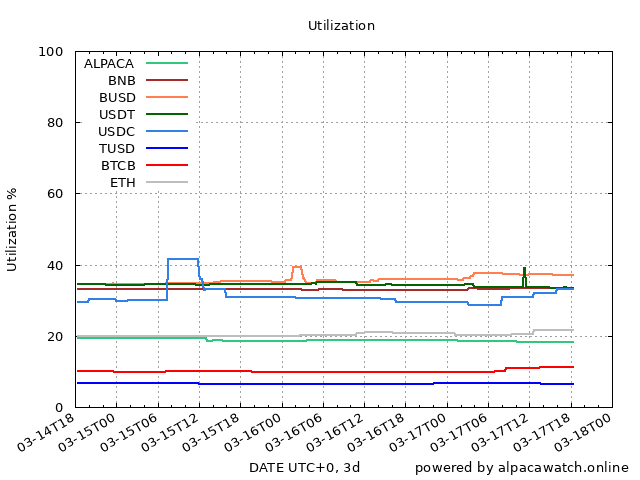 Utilization
Utilization %
100
80
60
40
20
0
ALPACA
BNB
BUSD
USDT
USDC
TUSD
BTCB
ETH
03-14T18
03-15T00
03-15T06
03-15T12
03-15T18
03-16T00
03-16T06
03-16T12
03-16T18
03-17T00
03-17T06
03-17T12
03-17T18
03-18T00
DATE UTC+0, 3d
powered by alpacawatch.online